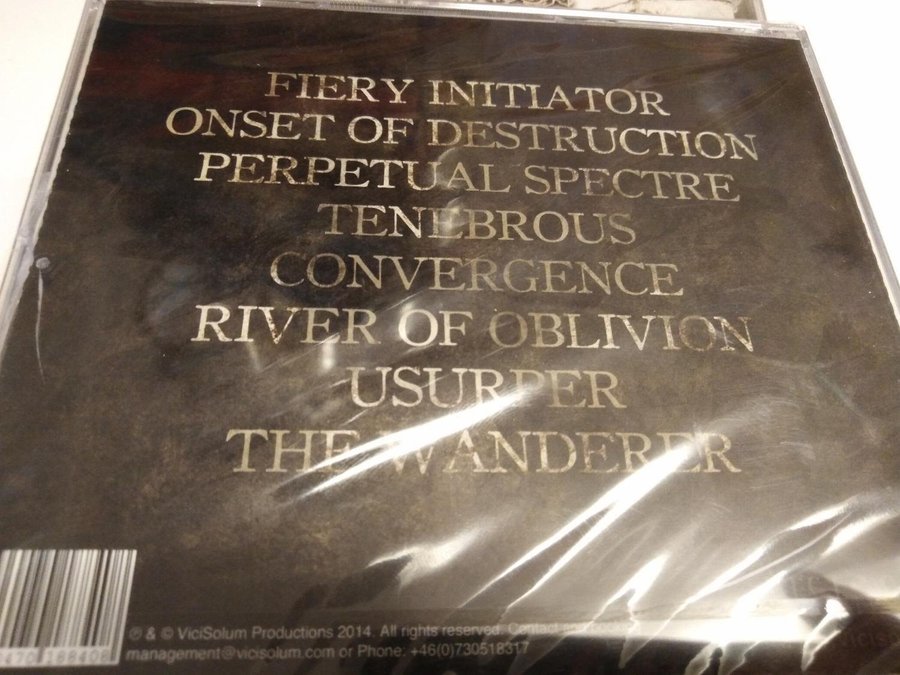 FIERY INITIATOR
ONSET OF DESTRUCTION
PERPETUAL SPECTRE
TENEBROUS
CONVERGENCE
RIVER OF OBLIVION
USURPER
THE WANDERER
℗ & © ViciSolum Productions 2014. All rights reserved. Contact
management@vicisolum.com or Phone: +46(0)730518317